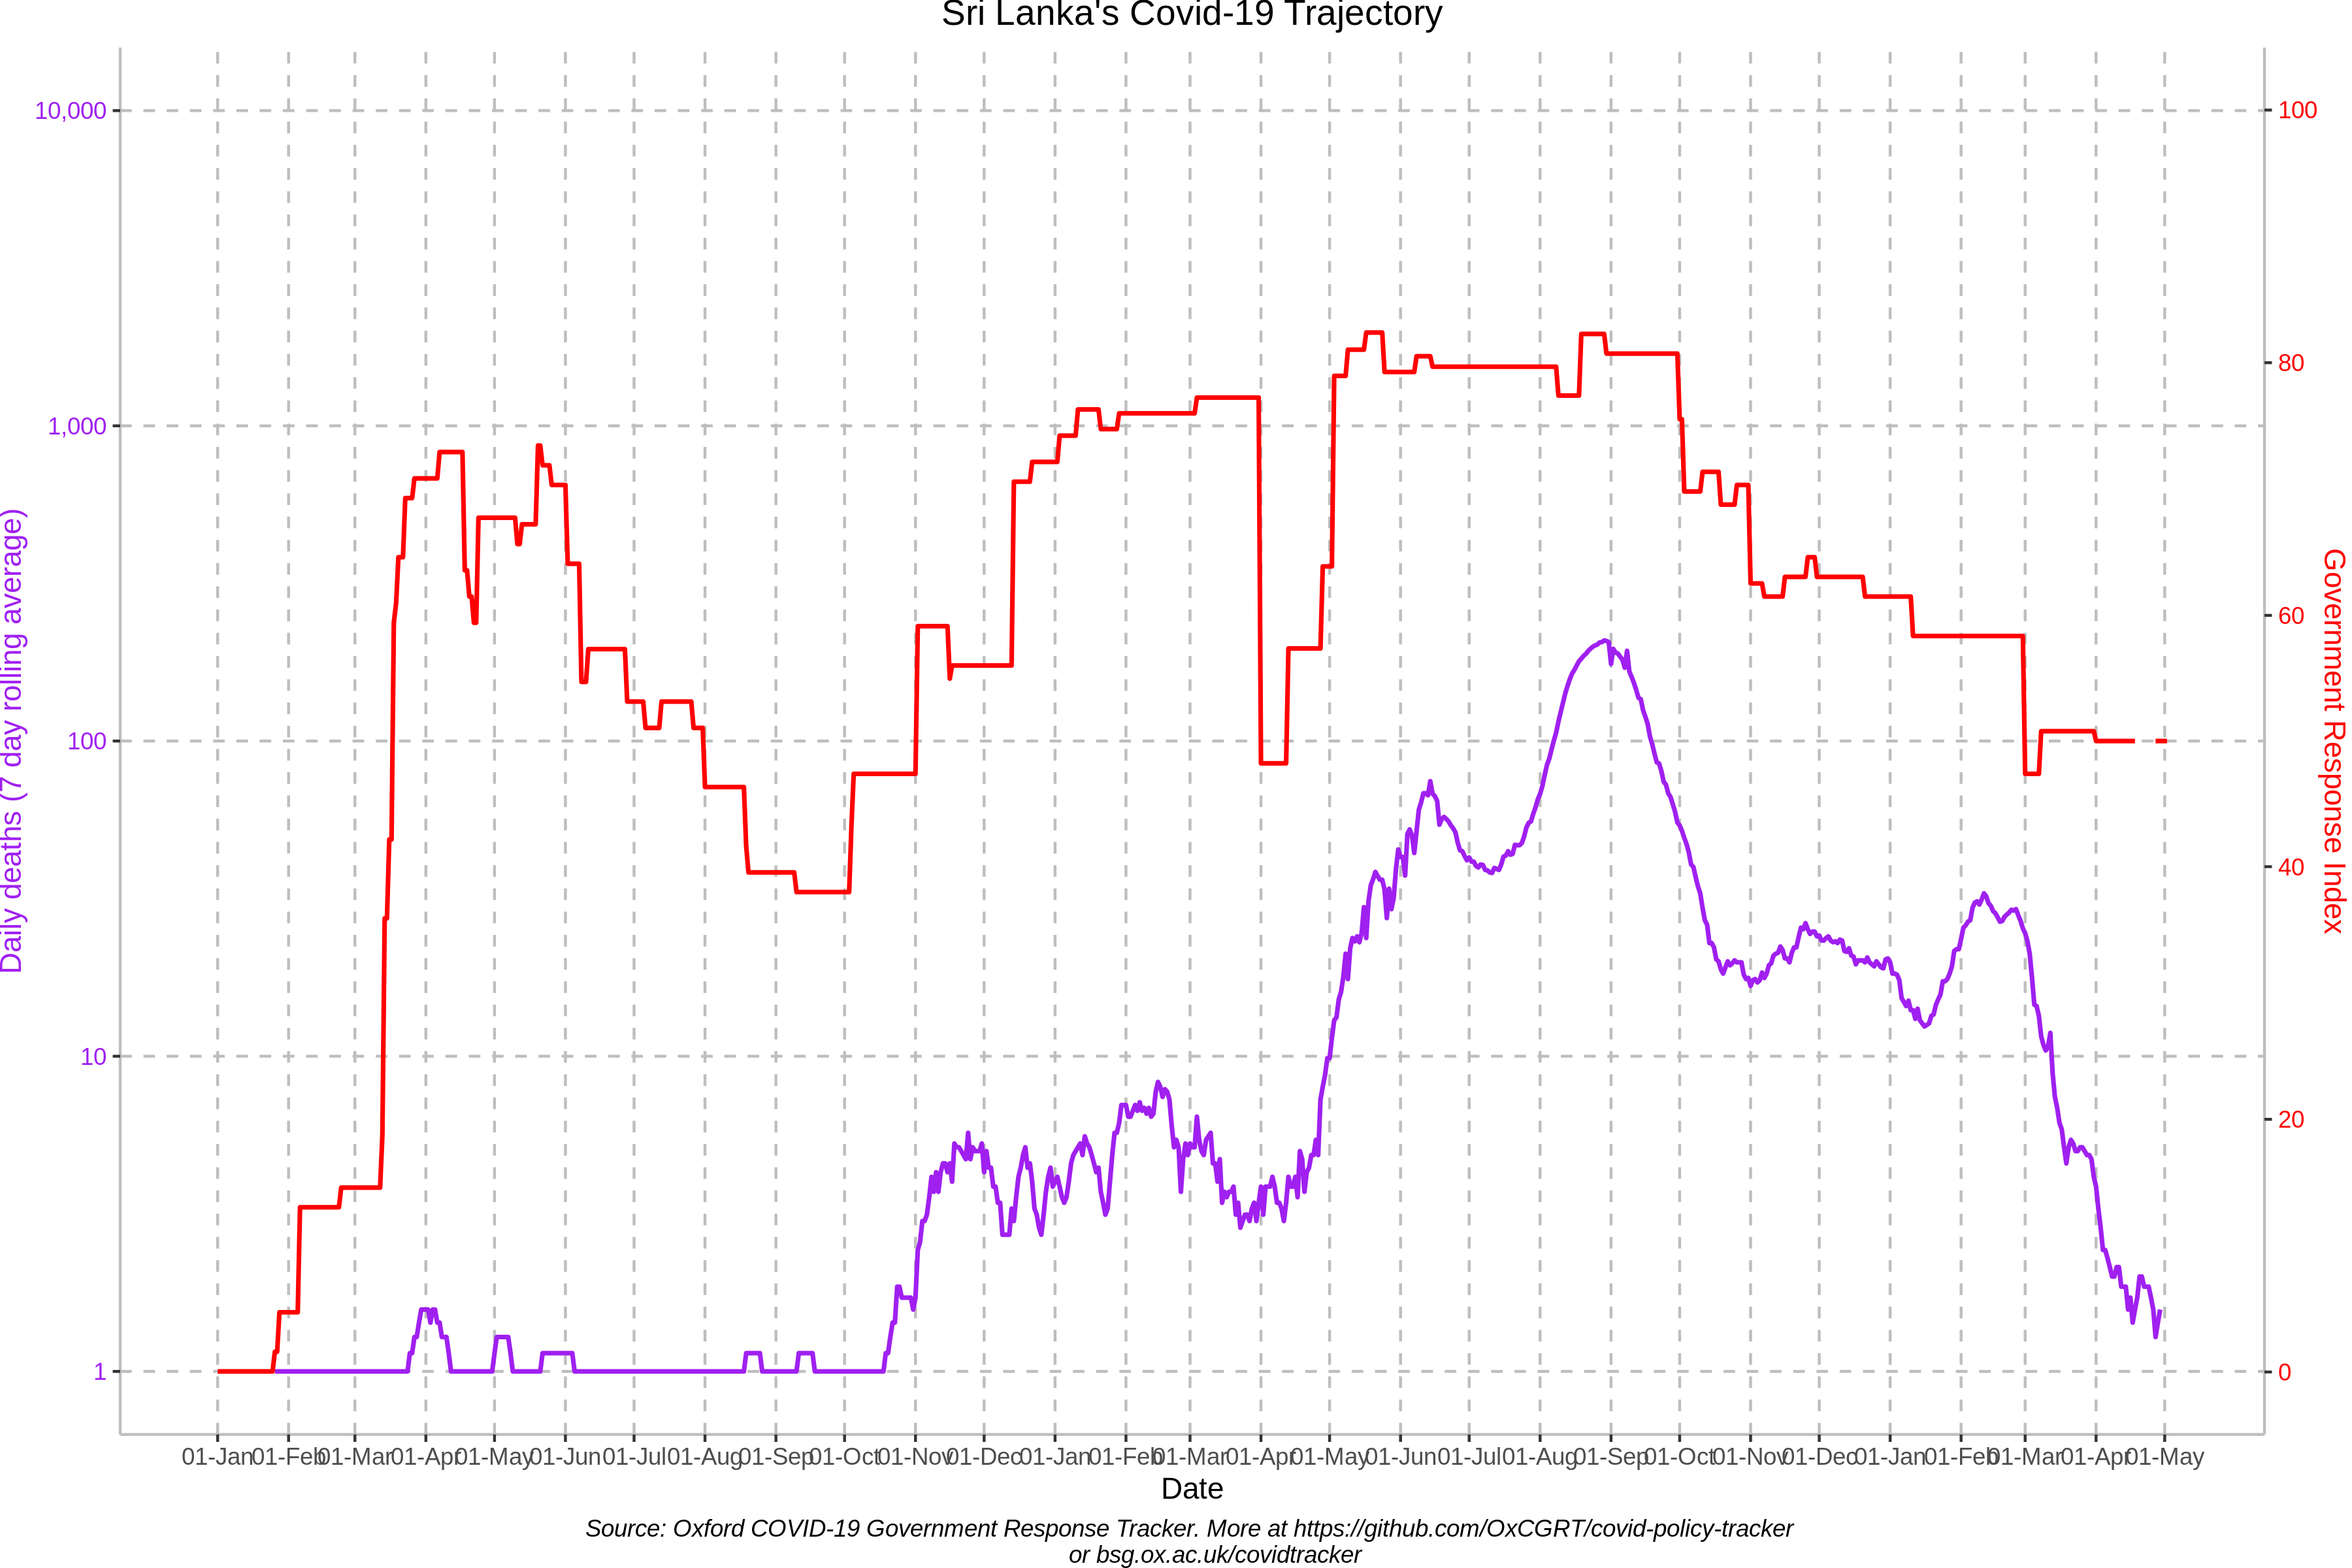 Sri Lanka's Covid-19 Trajectory
10,000
1,000
100
10
1
Daily deaths (7 day rolling average)
100
80
60
40
20
0
Government Response Index
01-Jan 01-Feb 01-Mar 01-Apr 01-May 01-Jun 01-Jul 01-Aug 01-Sep 01-Oct 01-Nov 01-Dec 01-Jan 01-Feb 01-Mar 01-Apr 01-May 01-Jun 01-Jul 01-Aug 01-Sep 01-Oct 01-Nov 01-Dec 01-Jan 01-Feb 01-Mar 01-Apr 01-May
Date
Source: Oxford COVID-19 Government Response Tracker. More at https://github.com/OxCGRT/covid-policy-tracker
or bsg.ox.ac.uk/covidtracker